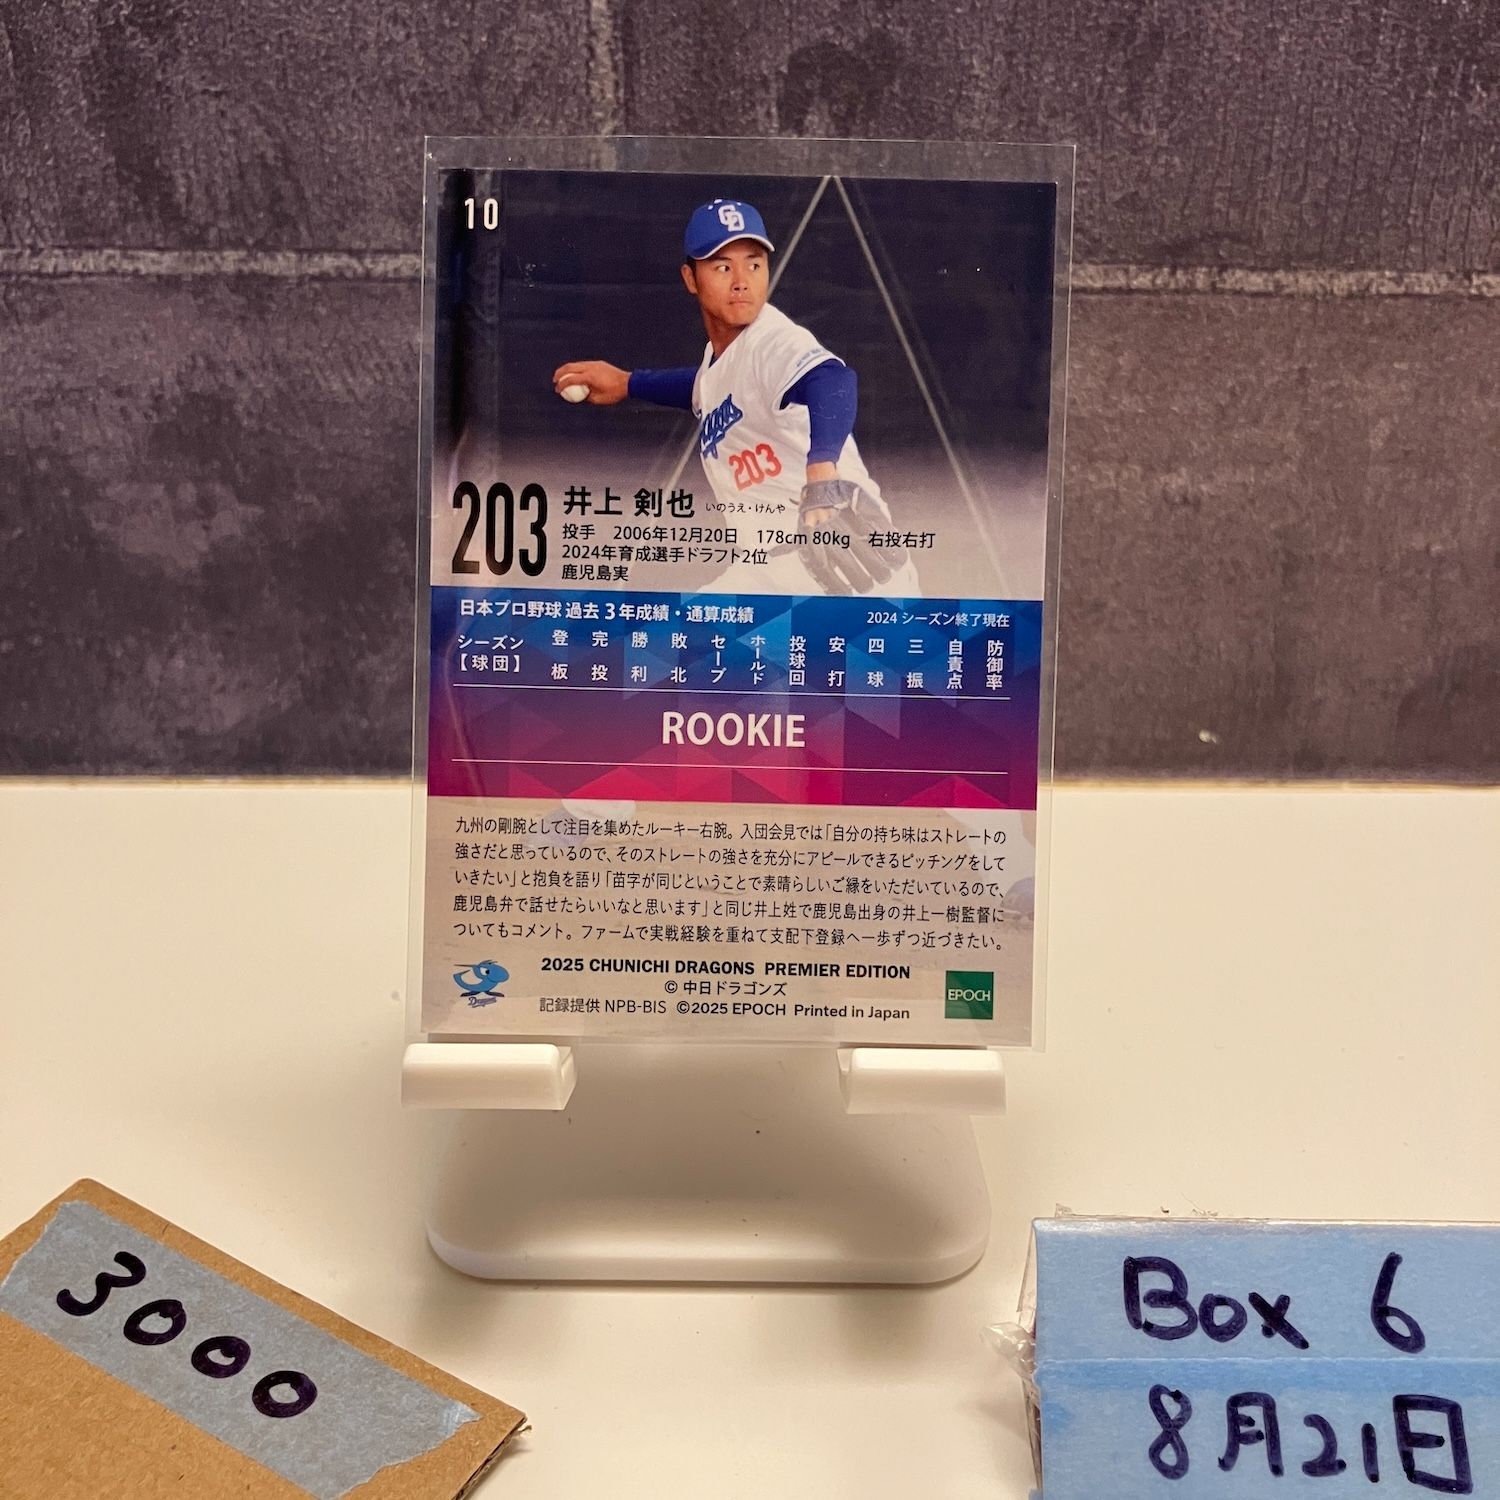 10
Dragons
203
203 井上 剣也 いのうえ・けんや
投手 2006年12月20日 178cm 80kg 右投右打
2024年育成選手ドラフト2位
鹿児島実
日本プロ野球 過去3年成績・通算成績 2024 シーズン終了現在
シーズン【球団】 登板 完投 勝利 敗北 セーブ ホールド 投球回 安打 四球 三振 自責点 防御率
ROOKIE
九州の剛腕として注目を集めたルーキー右腕。入団会見では「自分の持ち味はストレートの
強さだと思っているので、そのストレートの強さを充分にアピールできるピッチングをして
いきたい」と抱負を語り「苗字が同じということで素晴らしいご縁をいただいているので、
鹿児島弁で話せたらいいなと思います」と同じ井上姓で鹿児島出身の井上一樹監督に
ついてもコメント。ファームで実戦経験を重ねて支配下登録へ一歩ずつ近づきたい。
2025 CHUNICHI DRAGONS PREMIER EDITION
© 中日ドラゴンズ
記録提供 NPB-BIS ©2025 EPOCH Printed in Japan
Dragons
EPOCH
3000
Box 6
8月21日